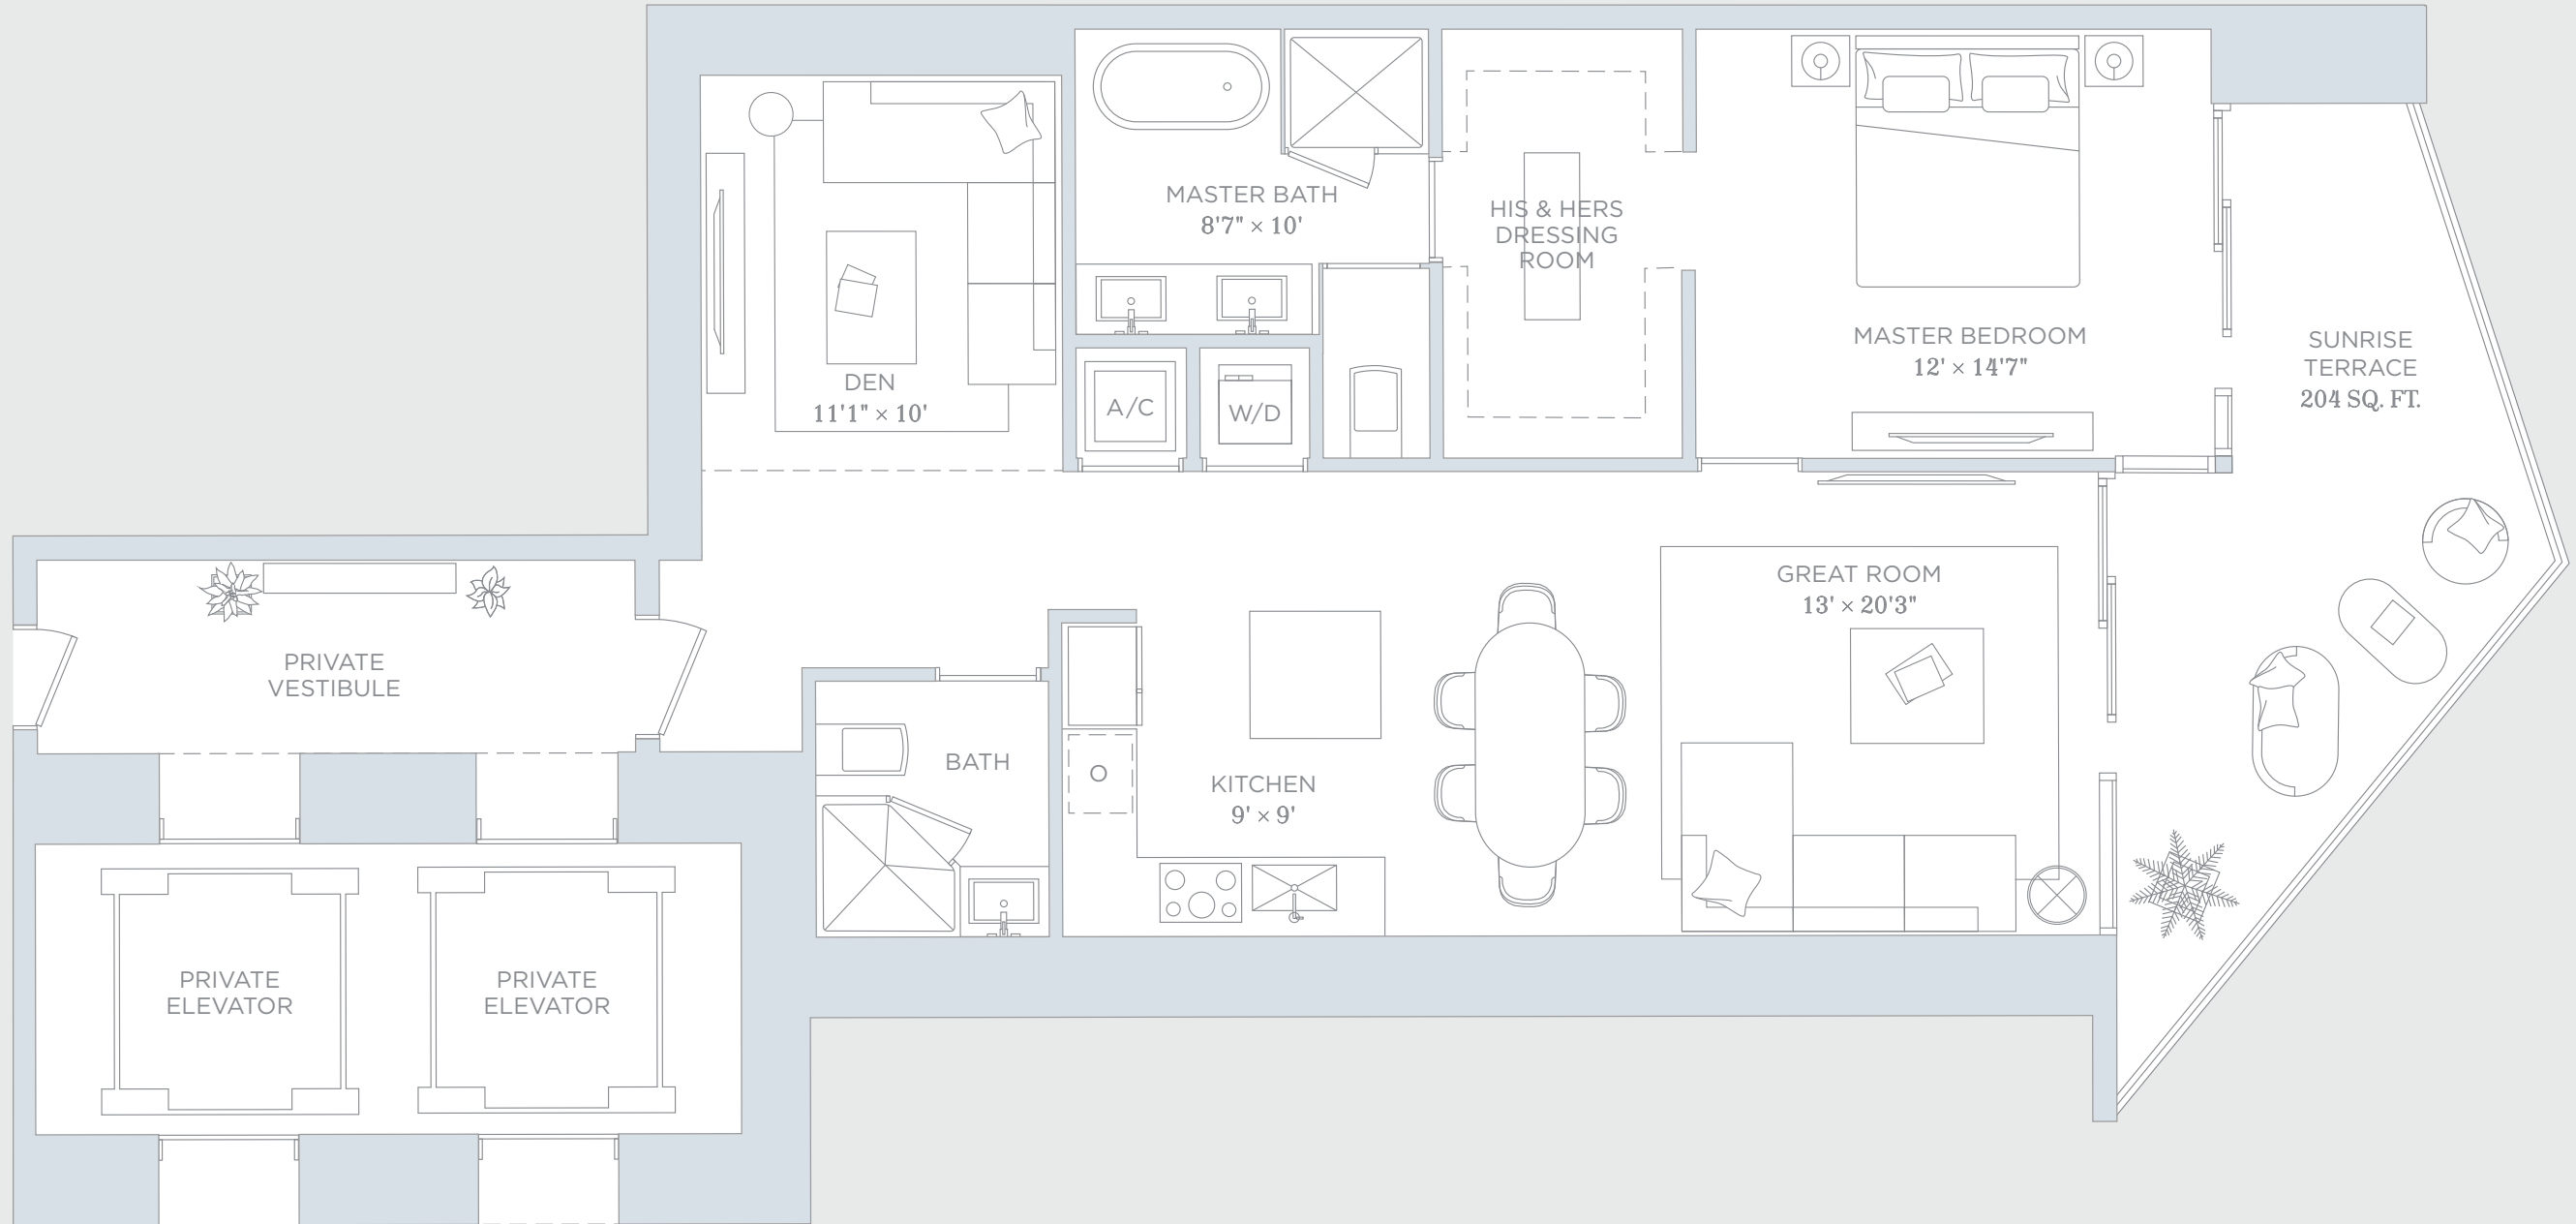 MASTER BATH
8'7" × 10'
HIS & HERS
DRESSING
ROOM
MASTER BEDROOM
12' × 14'7"
SUNRISE
TERRACE
204 SQ. FT.
DEN
11'1" × 10'
A/C
W/D
GREAT ROOM
13' × 20'3"
PRIVATE
VESTIBULE
BATH
KITCHEN
9' × 9'
PRIVATE
ELEVATOR
PRIVATE
ELEVATOR